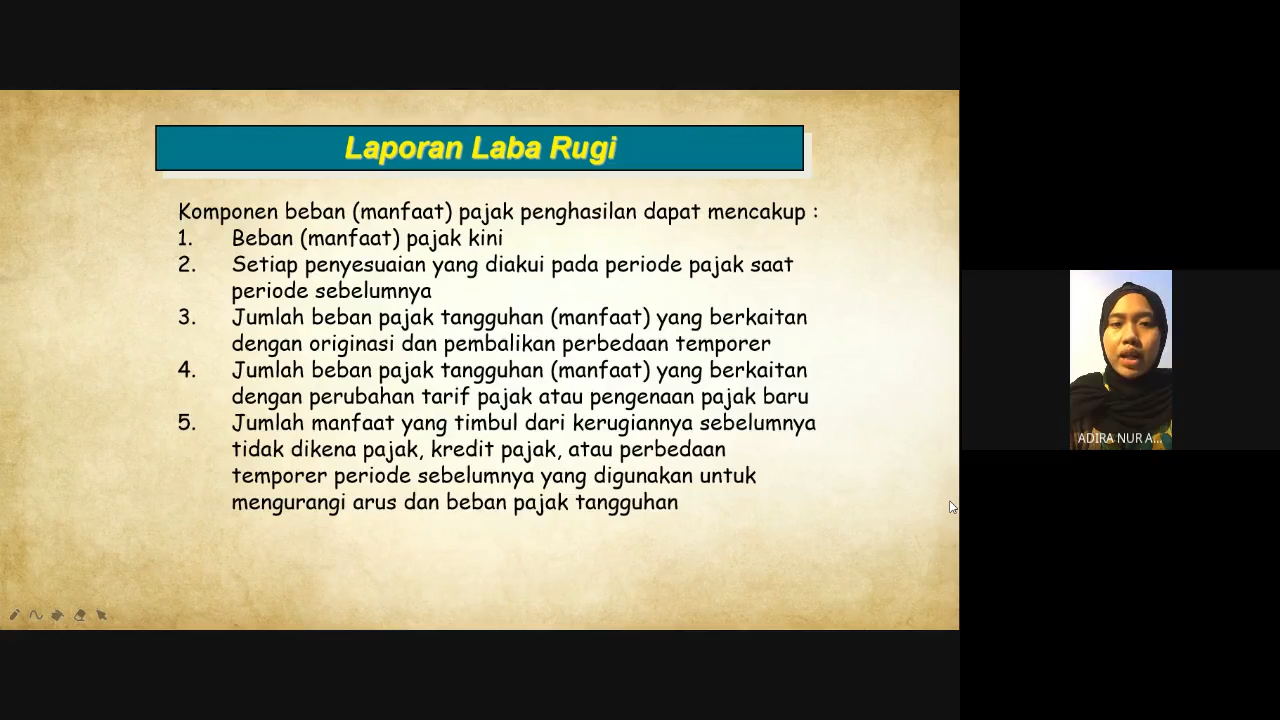 Laporan Laba Rugi
Komponen beban (manfaat) pajak penghasilan dapat mencakup :
1. Beban (manfaat) pajak kini
2. Setiap penyesuaian yang diakui pada periode pajak saat
periode sebelumnya
3. Jumlah beban pajak tangguhan (manfaat) yang berkaitan
dengan originasi dan pembalikan perbedaan temporer
4. Jumlah beban pajak tangguhan (manfaat) yang berkaitan
dengan perubahan tarif pajak atau pengenaan pajak baru
5. Jumlah manfaat yang timbul dari kerugiannya sebelumnya
tidak dikena pajak, kredit pajak, atau perbedaan
temporer periode sebelumnya yang digunakan untuk
mengurangi arus dan beban pajak tangguhan
ADIRA NUR A...